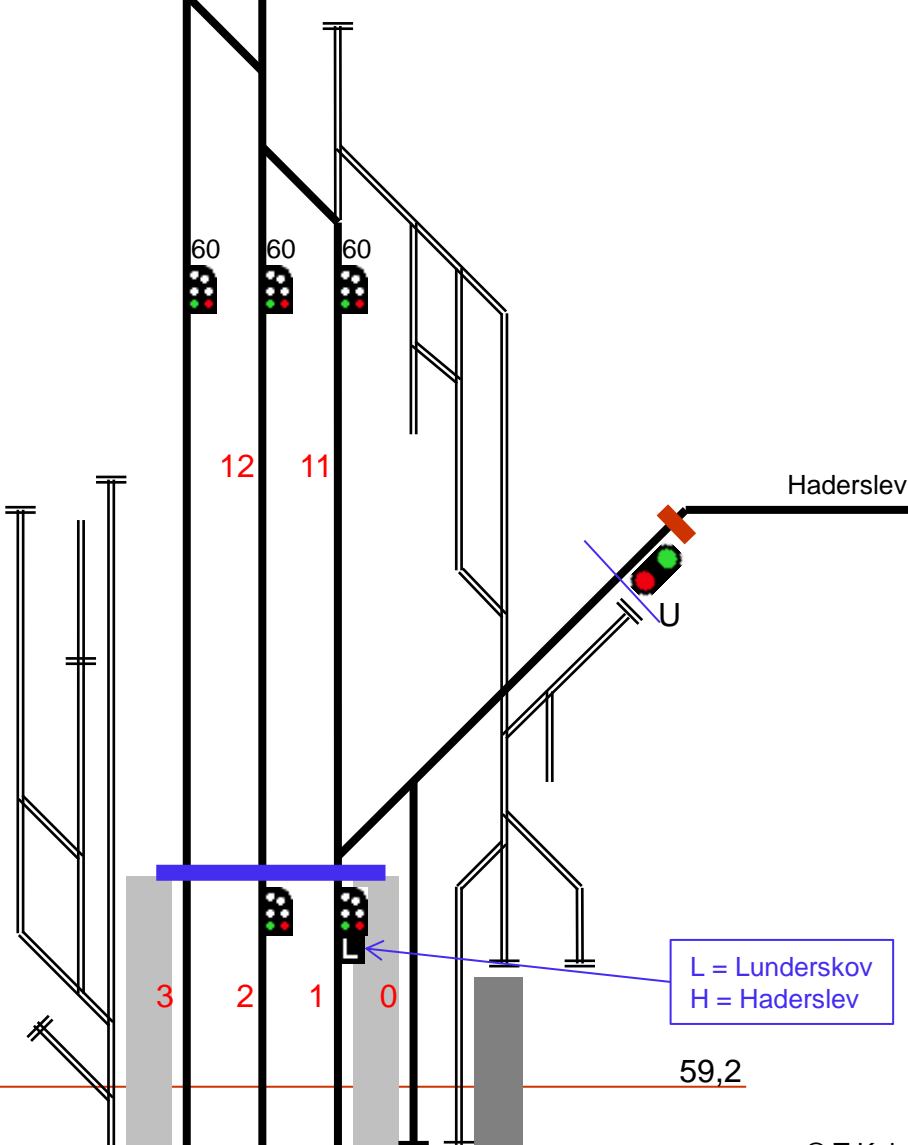 60 60 60
12 11
Haderslev
U
L
L = Lunderskov
H = Haderslev
3 2 1 0
59,2